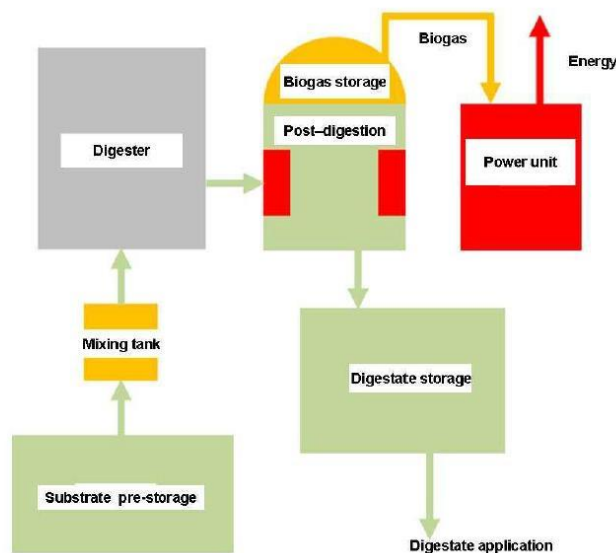 Biogas
Energy
Biogas storage
Post–digestion
Digester
Power unit
Mixing tank
Digestate storage
Substrate pre-storage
Digestate application